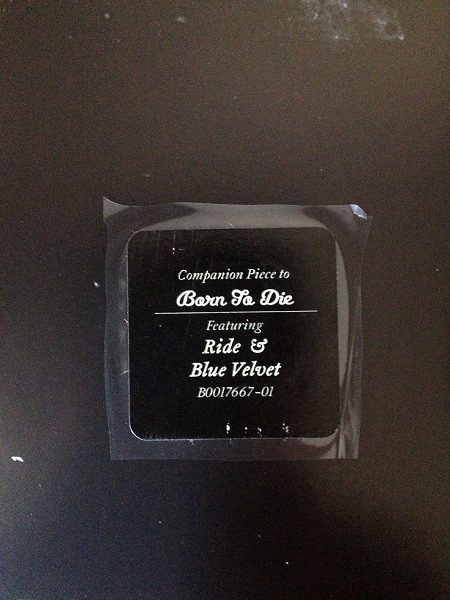 Companion Piece to
Born To Die
Featuring
Ride &
Blue Velvet
B0017667-01